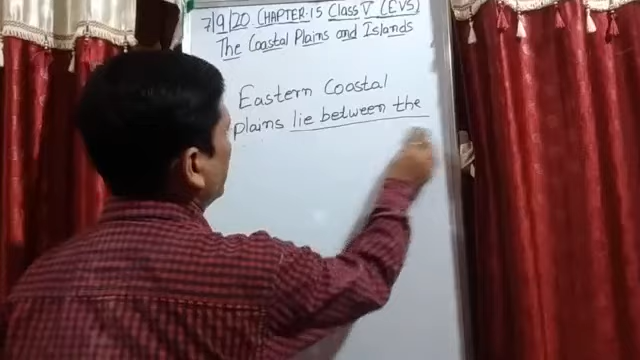 7/9/20 CHAPTER-15 Class V (EVS)
The Coastal Plains and Islands
Eastern Coastal
plains lie between the